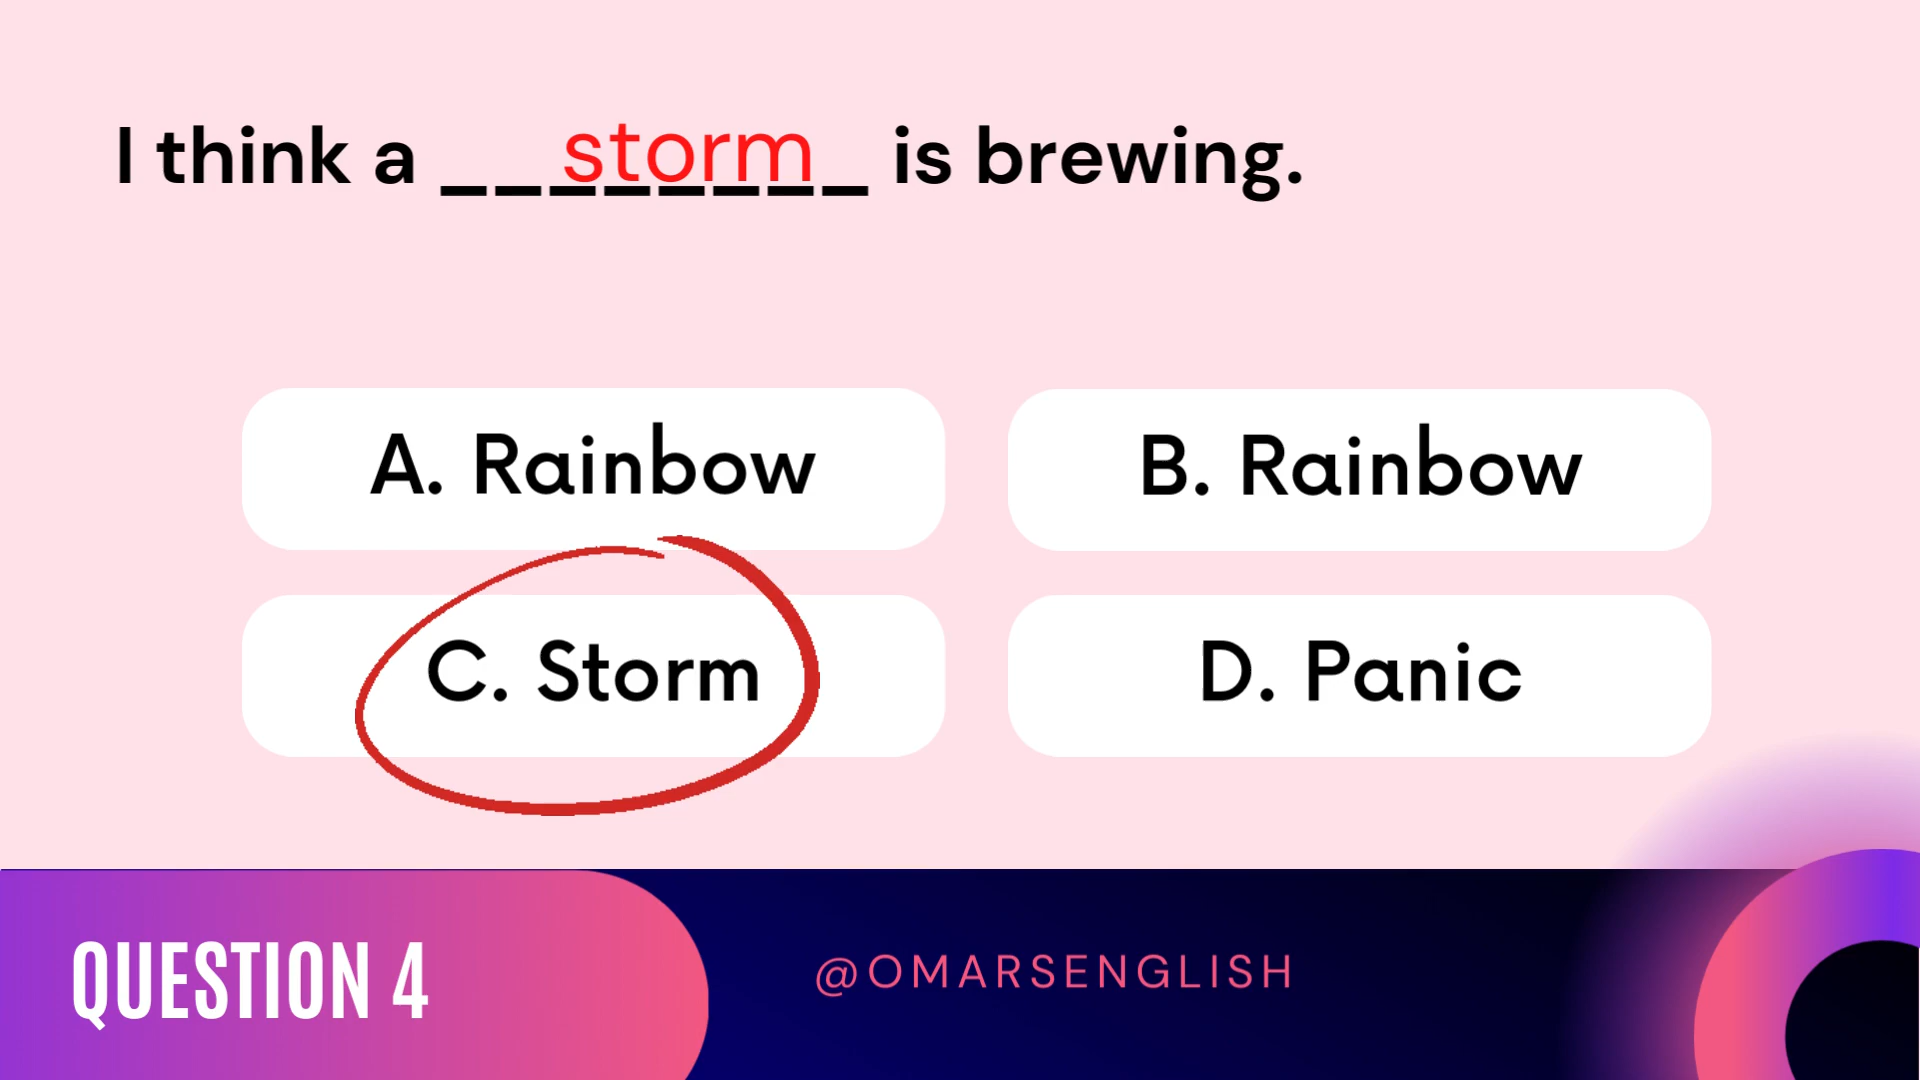 I think a storm is brewing.
A. Rainbow
B. Rainbow
C. Storm
D. Panic
QUESTION 4
@OMARSENGLISH